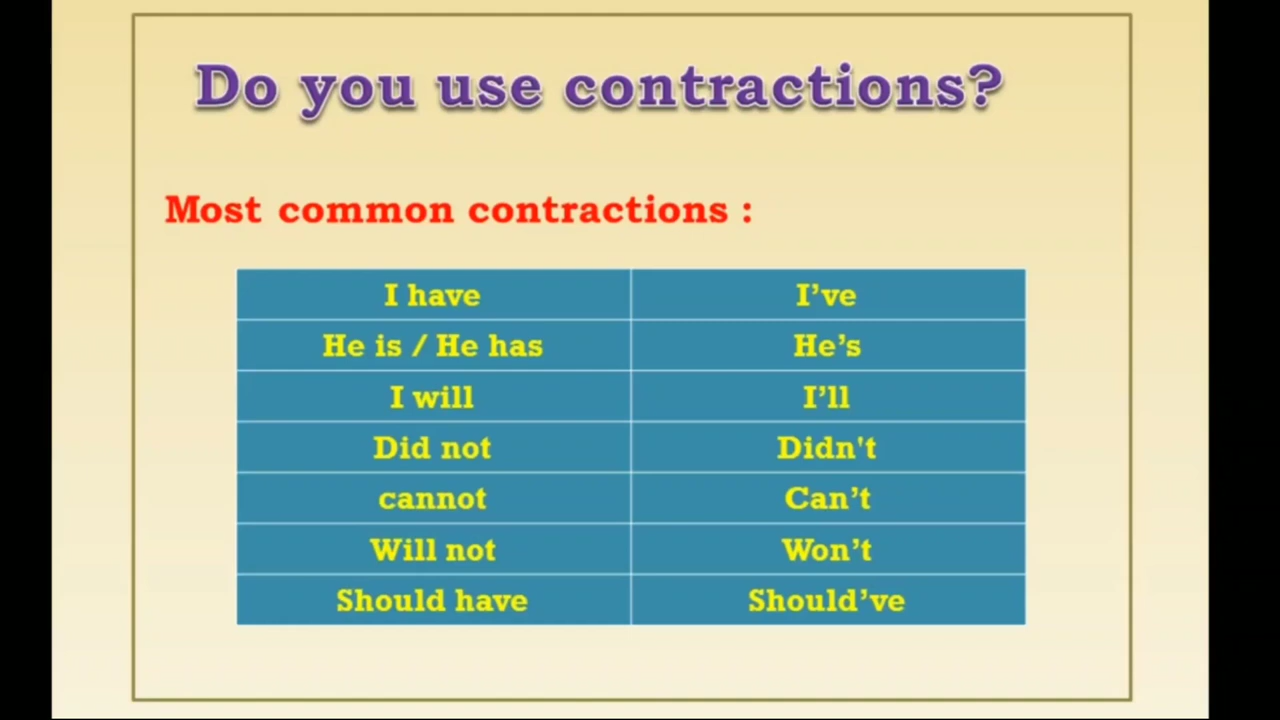 Do you use contractions?
Most common contractions :
I have I’ve
He is / He has He’s
I will I’ll
Did not Didn't
cannot Can’t
Will not Won’t
Should have Should’ve